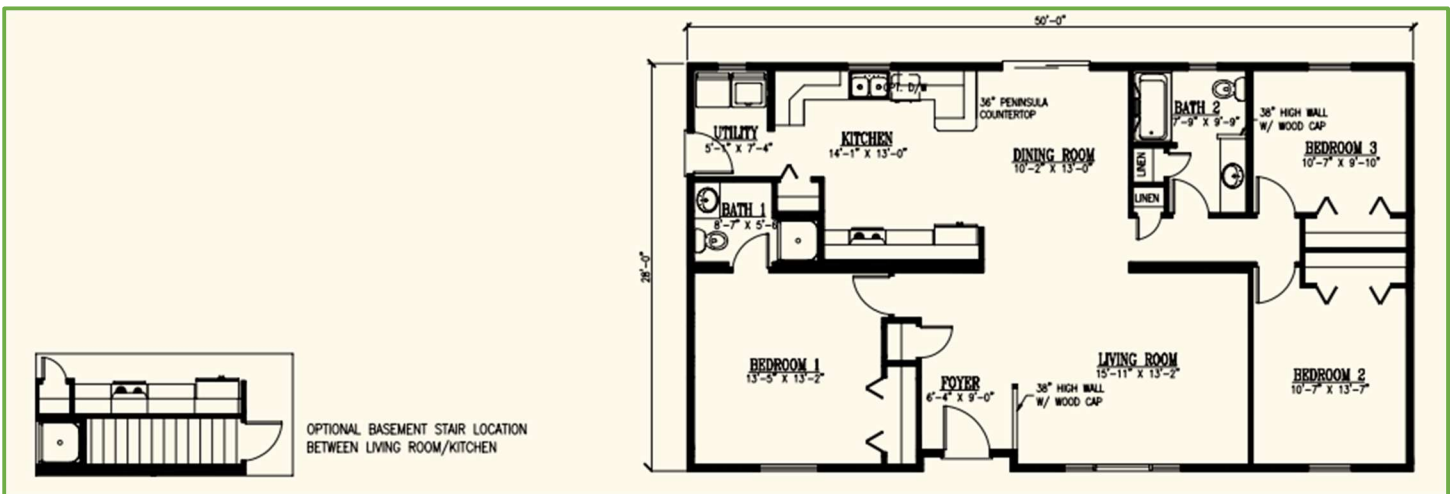 50'-0"
28'-0"
UTILITY
5'-1" X 7'-4"
KITCHEN
14'-1" X 13'-0"
OPT. D/W
36" PENINSULA
COUNTERTOP
DINING ROOM
10'-2" X 13'-0"
BATH 2
7'-9" X 9'-9"
38" HIGH WALL
W/ WOOD CAP
BEDROOM 3
10'-7" X 9'-10"
LINEN
LINEN
BATH 1
8'-7" X 5'-6
BEDROOM 1
13'-5" X 13'-2"
FOYER
6'-4" X 9'-0"
LIVING ROOM
15'-11" X 13'-2"
38" HIGH WALL
W/ WOOD CAP
BEDROOM 2
10'-7" X 13'-7"
OPTIONAL BASEMENT STAIR LOCATION
BETWEEN LIVING ROOM/KITCHEN